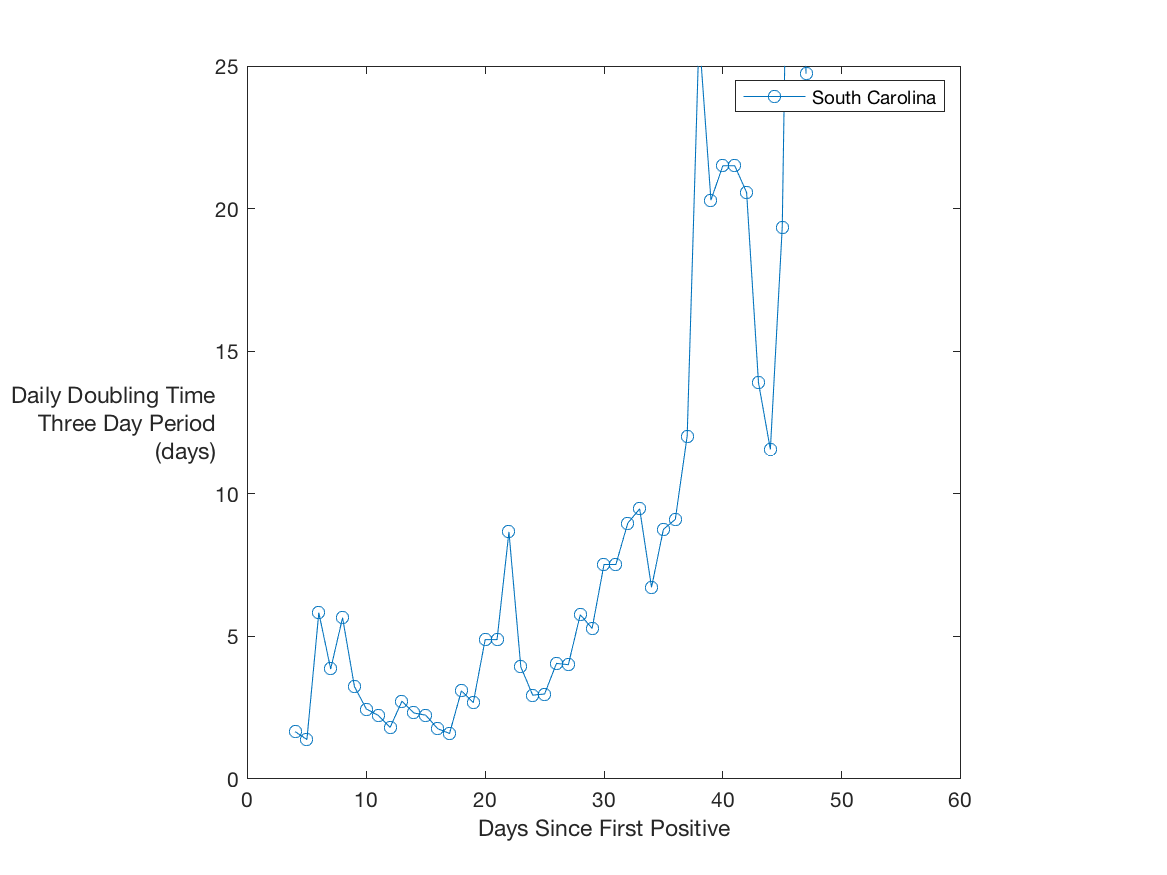 25
20
15
10
5
0
Daily Doubling Time
Three Day Period
(days)
South Carolina
0 10 20 30 40 50 60
Days Since First Positive